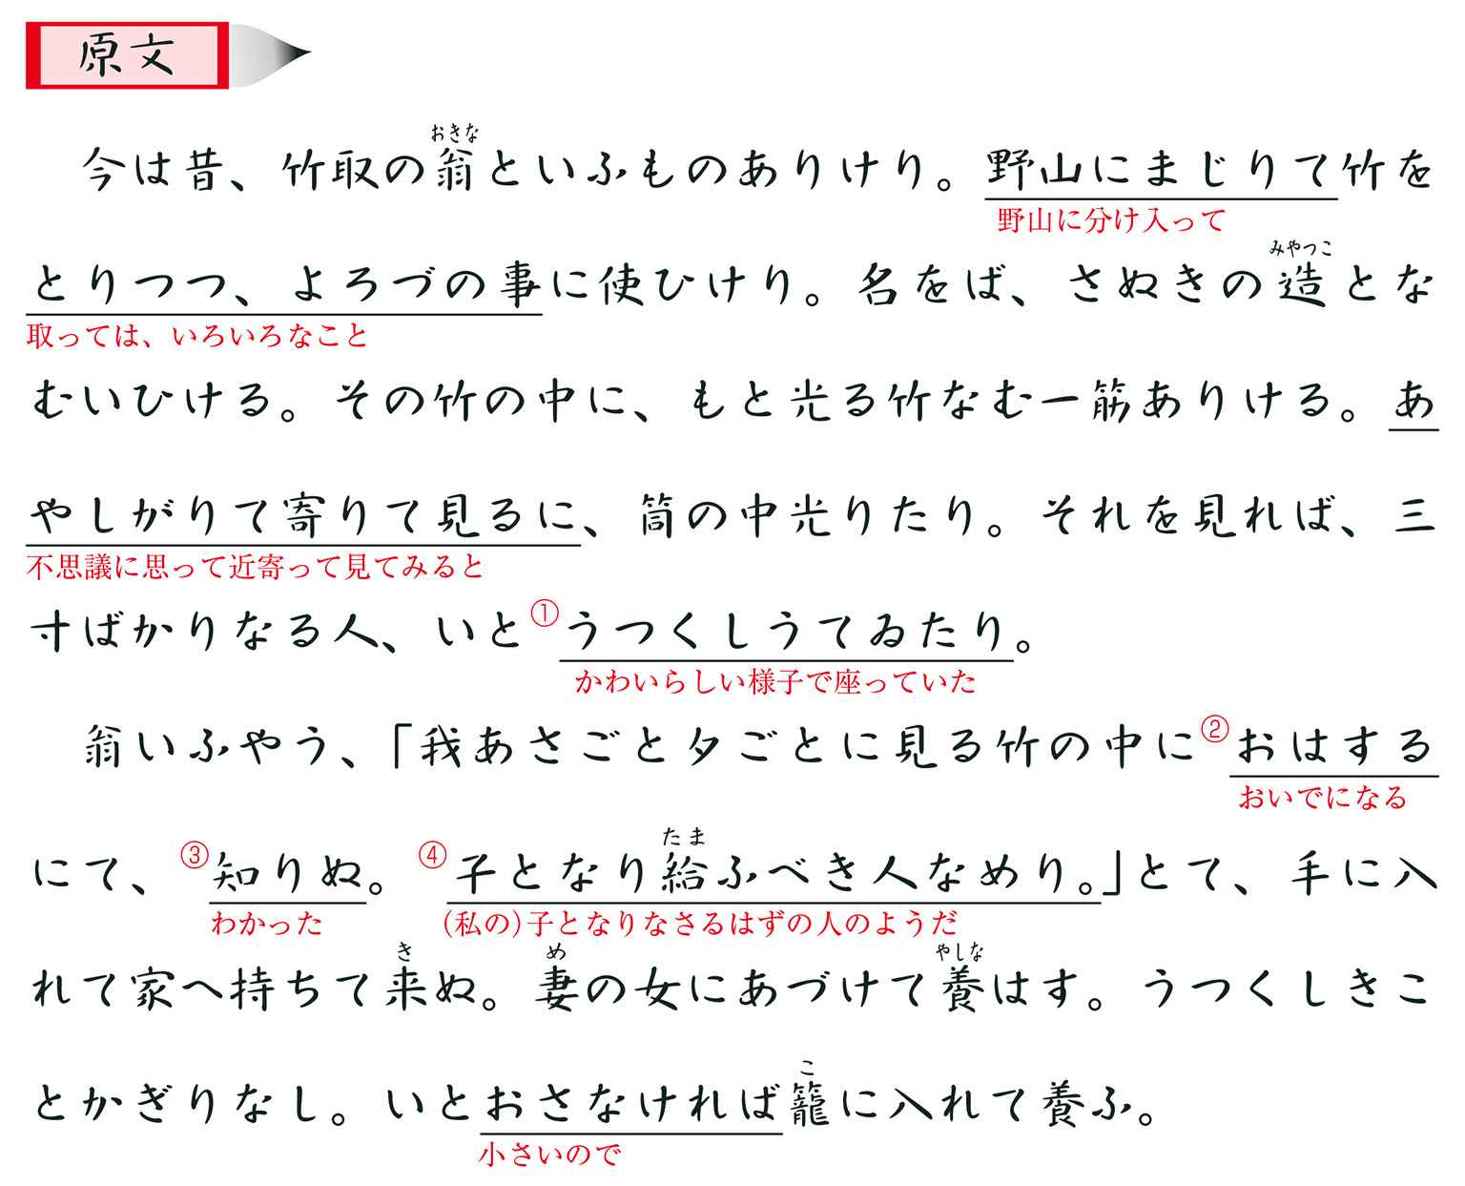 原文
おきな
今は昔、竹取の翁といふものありけり。野山にまじりて竹を
野山に分け入って
みやつこ
とりつつ、よろづの事に使ひけり。名をば、さぬきの造とな
取っては、いろいろなこと
むいひける。その竹の中に、もと光る竹なむ一筋ありける。あ
やしがりて寄りて見るに、筒の中光りたり。それを見れば、三
不思議に思って近寄って見てみると
寸ばかりなる人、いと①うつくしうてゐたり。
かわいらしい様子で座っていた
翁いふやう、「我あさごと夕ごとに見る竹の中に②おはする
おいでになる
たま
にて、③知りぬ。④子となり給ふべき人なめり。」とて、手に入
わかった (私の)子となりなさるはずの人のようだ
き め やしな
れて家へ持ちて来ぬ。妻の女にあづけて養はす。うつくしきこ
こ
とかぎりなし。いとおさなければ籠に入れて養ふ。
小さいので